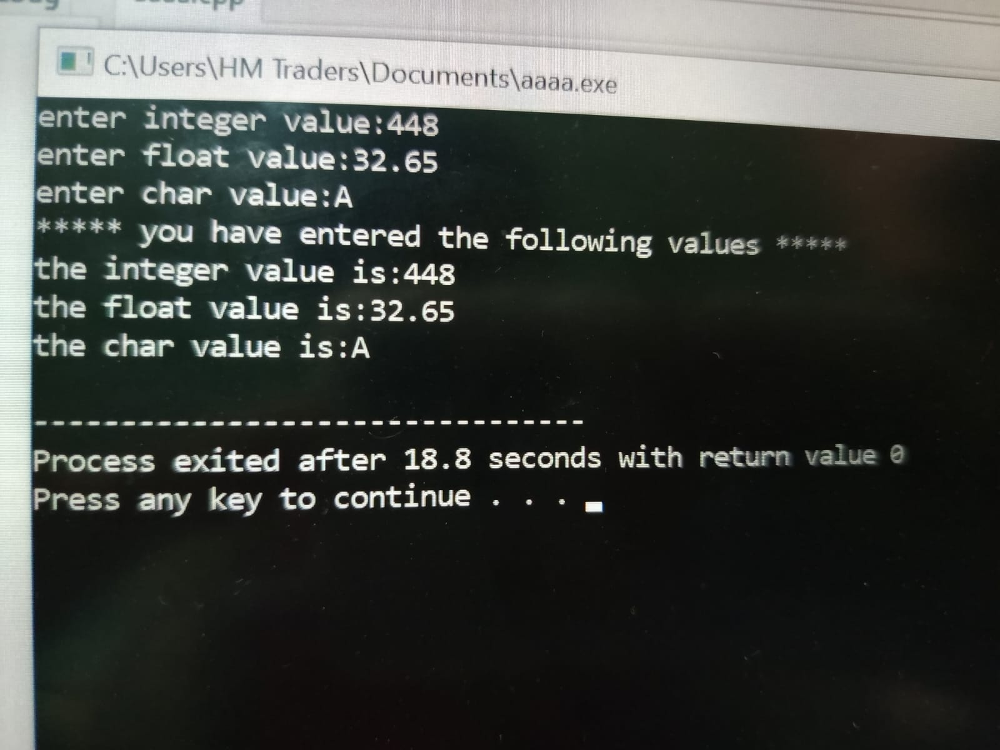 C:\Users\HM Traders\Documents\aaaa.exe
enter integer value:448
enter float value:32.65
enter char value:A
***** you have entered the following values *****
the integer value is:448
the float value is:32.65
the char value is:A
--------------------------------
Process exited after 18.8 seconds with return value 0
Press any key to continue . . .